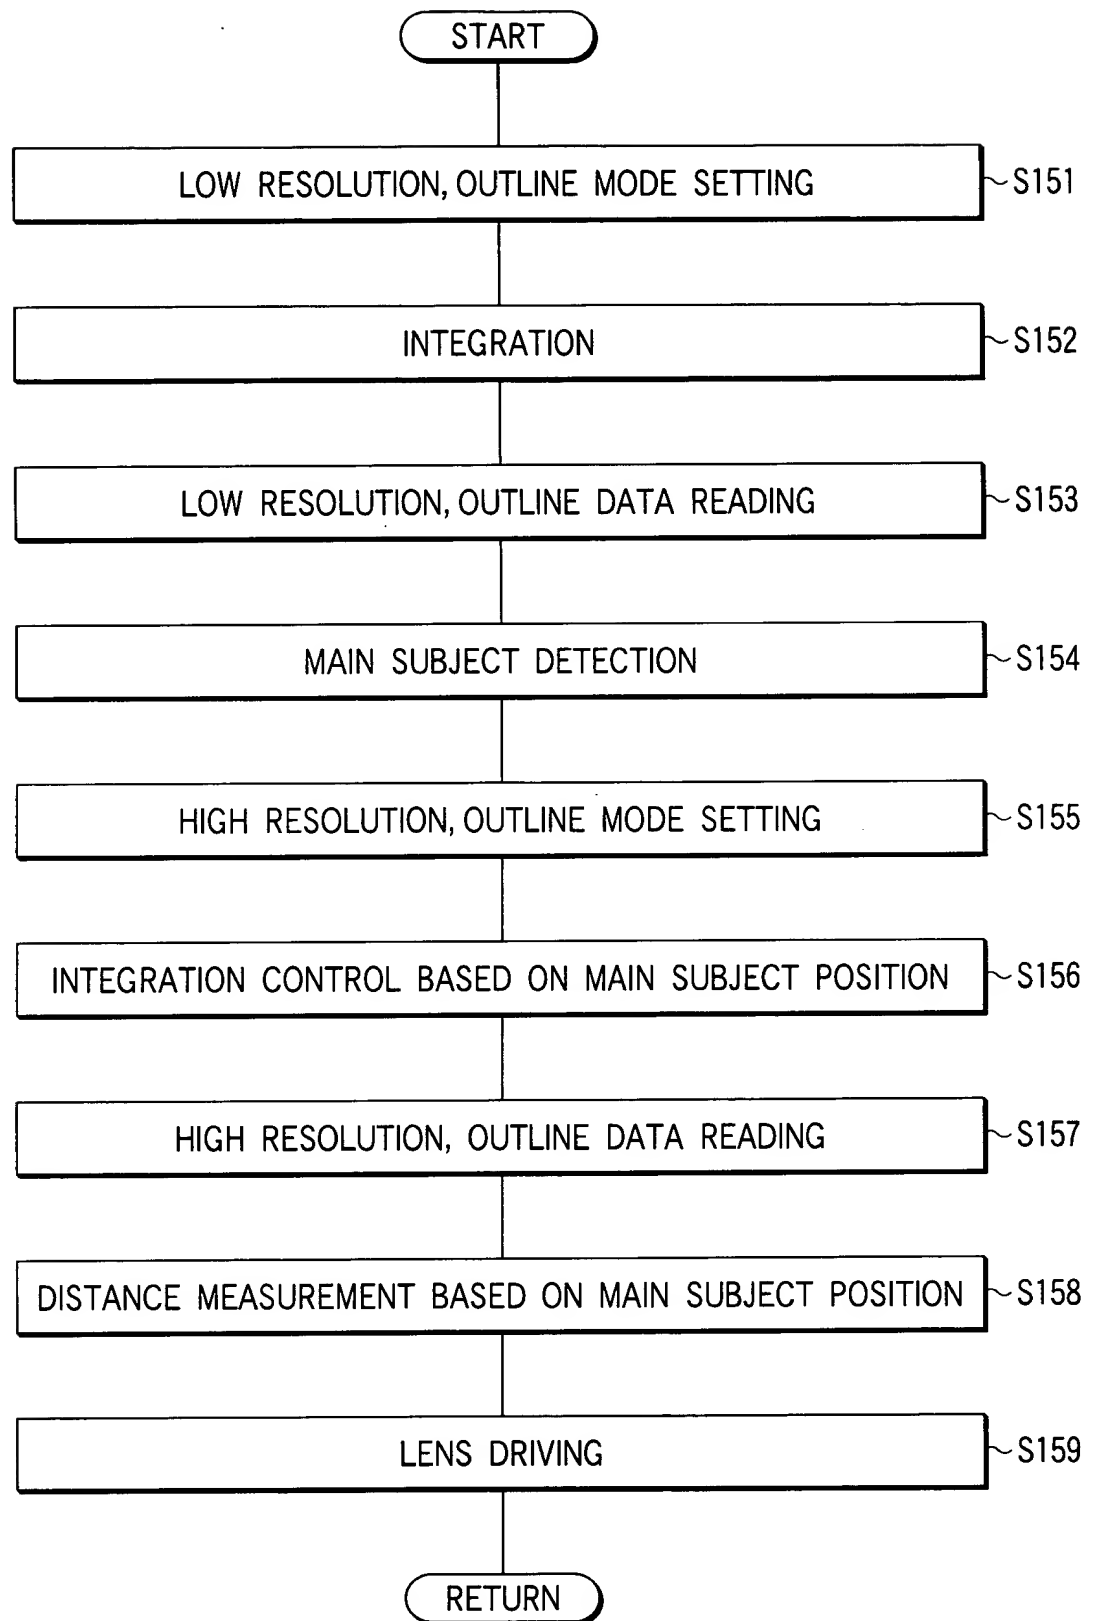 START
LOW RESOLUTION, OUTLINE MODE SETTING S151
INTEGRATION S152
LOW RESOLUTION, OUTLINE DATA READING S153
MAIN SUBJECT DETECTION S154
HIGH RESOLUTION, OUTLINE MODE SETTING S155
INTEGRATION CONTROL BASED ON MAIN SUBJECT POSITION S156
HIGH RESOLUTION, OUTLINE DATA READING S157
DISTANCE MEASUREMENT BASED ON MAIN SUBJECT POSITION S158
LENS DRIVING S159
RETURN